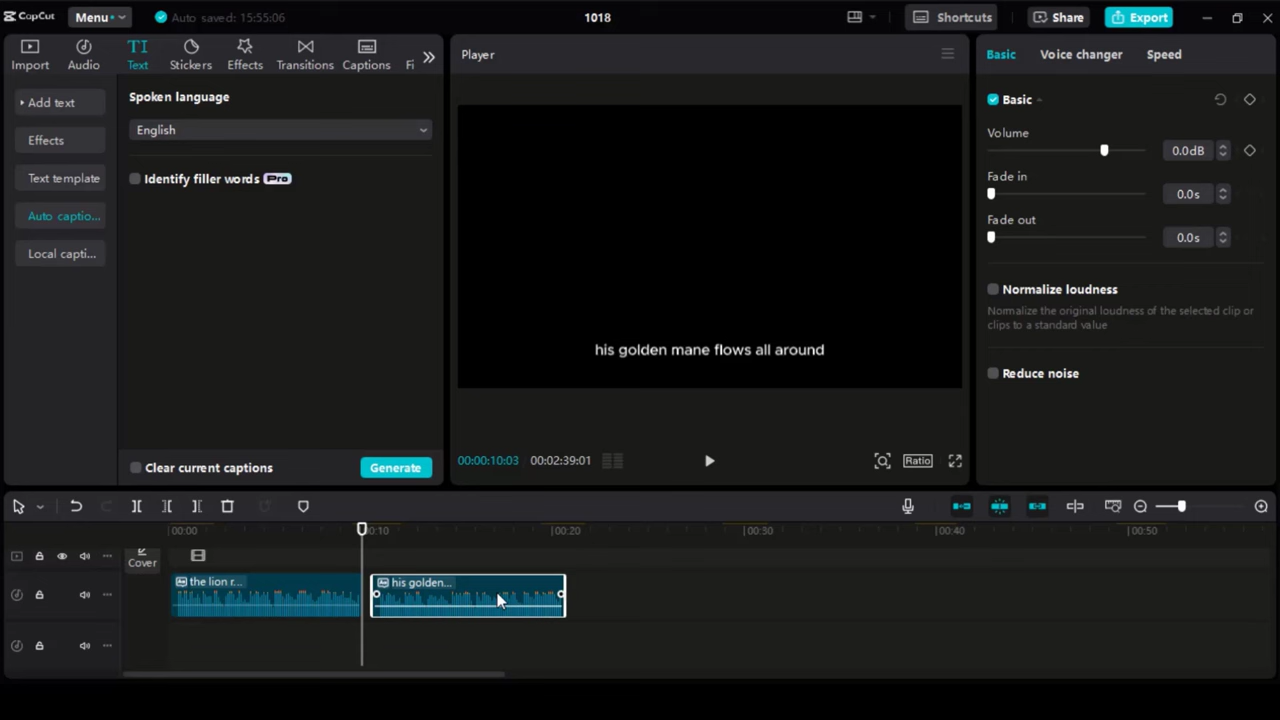 CapCut Menu Auto saved: 15:55:06 1018 Shortcuts Share Export
Import Audio Text Stickers Effects Transitions Captions Fi
TI
Player
Basic Voice changer Speed
Add text
Effects
Text template
Auto captio...
Local capti...
Spoken language
English
Identify filler words Pro
Clear current captions Generate
his golden mane flows all around
00:00:10:03 00:02:39:01 Ratio
Basic
Volume
0.0dB
Fade in
0.0s
Fade out
0.0s
Normalize loudness
Normalize the original loudness of the selected clip or
clips to a standard value
Reduce noise
00:00 00:10 00:20 00:30 00:40 00:50
Cover
the lion r... his golden...